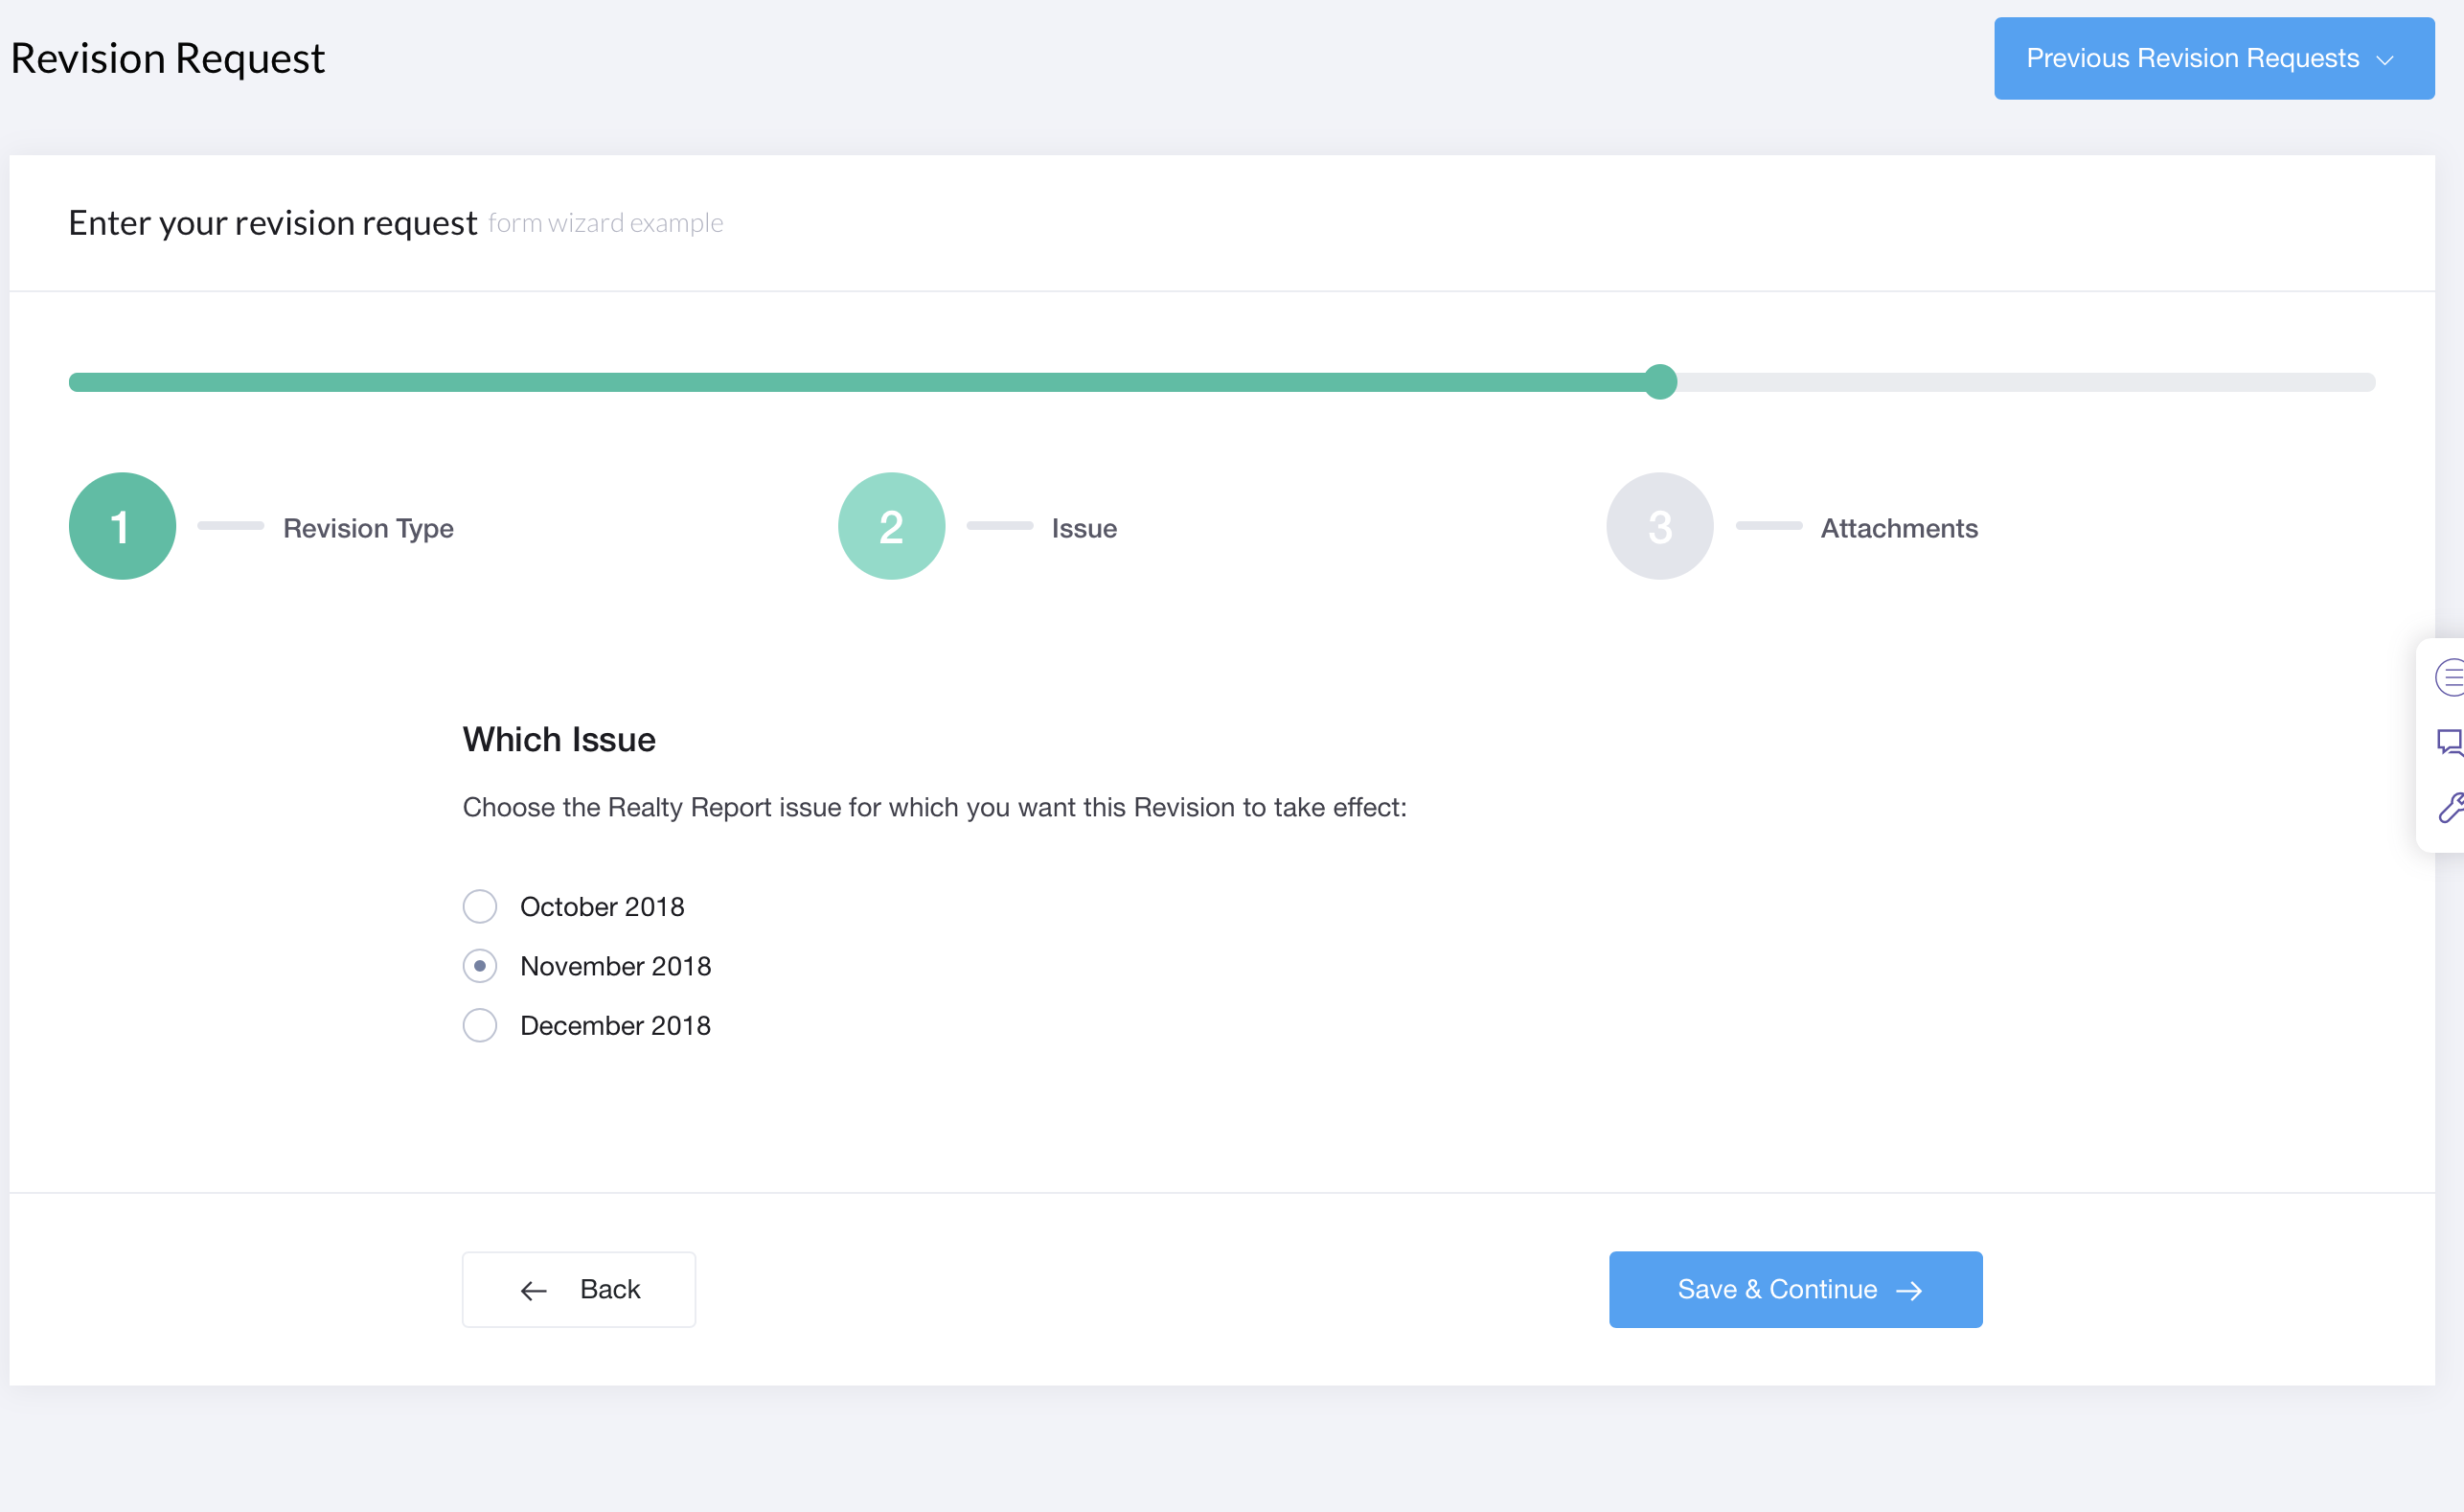 Revision Request
Previous Revision Requests
Enter your revision request form wizard example
1 Revision Type
2 Issue
3 Attachments
Which Issue
Choose the Realty Report issue for which you want this Revision to take effect:
October 2018
November 2018
December 2018
Back
Save & Continue